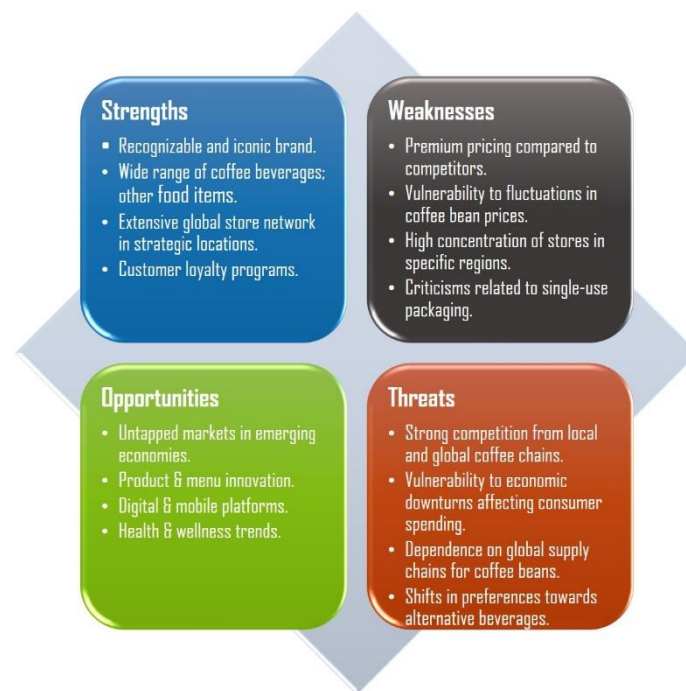 Strengths
▪ Recognizable and iconic brand.
• Wide range of coffee beverages;
other food items.
• Extensive global store network
in strategic locations.
• Customer loyalty programs.
Weaknesses
• Premium pricing compared to
competitors.
• Vulnerability to fluctuations in
coffee bean prices.
• High concentration of stores in
specific regions.
• Criticisms related to single-use
packaging.
Opportunities
• Untapped markets in emerging
economies.
• Product & menu innovation.
• Digital & mobile platforms.
• Health & wellness trends.
Threats
• Strong competition from local
and global coffee chains.
• Vulnerability to economic
downturns affecting consumer
spending.
• Dependence on global supply
chains for coffee beans.
• Shifts in preferences towards
alternative beverages.